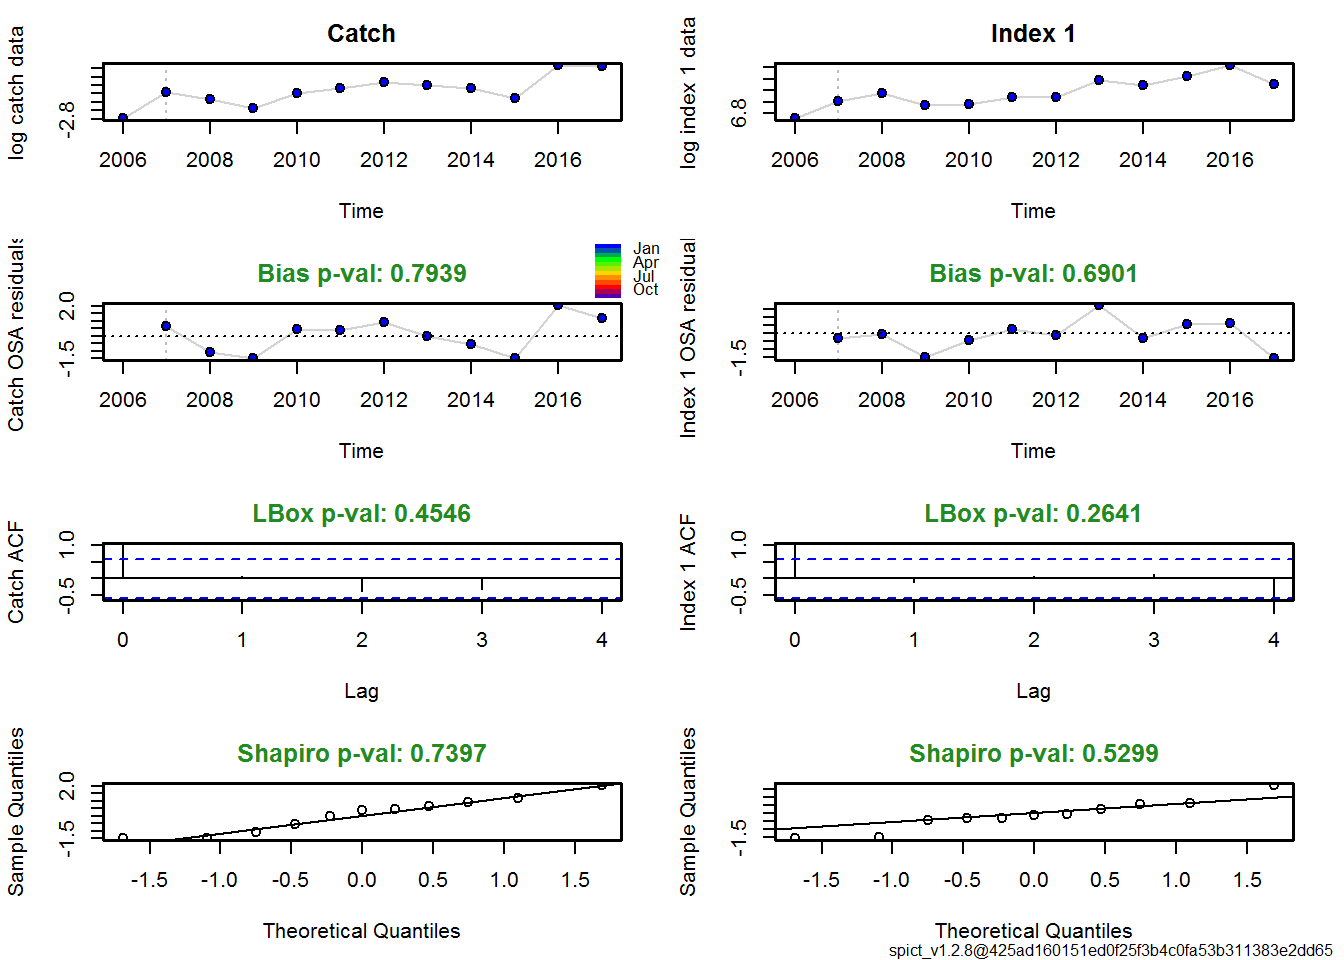 Catch
log catch data
-2.8
2006 2008 2010 2012 2014 2016
Time
Index 1
log index 1 data
6.8
2006 2008 2010 2012 2014 2016
Time
Bias p-val: 0.7939
Jan
Apr
Jul
Oct
Catch OSA residuals
-1.5 2.0
2006 2008 2010 2012 2014 2016
Time
Bias p-val: 0.6901
Index 1 OSA residual
-1.5
2006 2008 2010 2012 2014 2016
Time
LBox p-val: 0.4546
Catch ACF
-0.5 1.0
0 1 2 3 4
Lag
LBox p-val: 0.2641
Index 1 ACF
-0.5 1.0
0 1 2 3 4
Lag
Shapiro p-val: 0.7397
Sample Quantiles
-1.5 2.0
-1.5 -1.0 -0.5 0.0 0.5 1.0 1.5
Theoretical Quantiles
Shapiro p-val: 0.5299
Sample Quantiles
-1.5
-1.5 -1.0 -0.5 0.0 0.5 1.0 1.5
Theoretical Quantiles
spict_v1.2.8@425ad160151ed0f25f3b4c0fa53b311383e2dd65